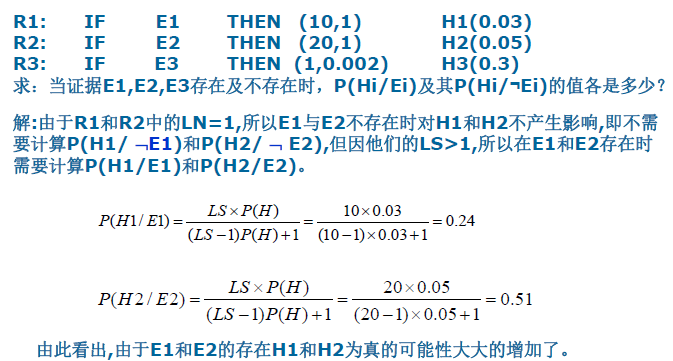 R1: IF E1 THEN (10,1) H1(0.03)
R2: IF E2 THEN (20,1) H2(0.05)
R3: IF E3 THEN (1,0.002) H3(0.3)
求：当证据E1,E2,E3存在及不存在时，P(Hi/Ei)及其P(Hi/¬Ei)的值各是多少？
解:由于R1和R2中的LN=1,所以E1与E2不存在时对H1和H2不产生影响,即不需
要计算P(H1/ ¬E1)和P(H2/ ¬ E2),但因他们的LS>1,所以在E1和E2存在时
需要计算P(H1/E1)和P(H2/E2)。
P(H1/E1)=\frac{LS×P(H)}{(LS-1)P(H)+1}=\frac{10×0.03}{(10-1)×0.03+1}=0.24
P(H2/E2)=\frac{LS×P(H)}{(LS-1)P(H)+1}=\frac{20×0.05}{(20-1)×0.05+1}=0.51
由此看出,由于E1和E2的存在H1和H2为真的可能性大大的增加了。